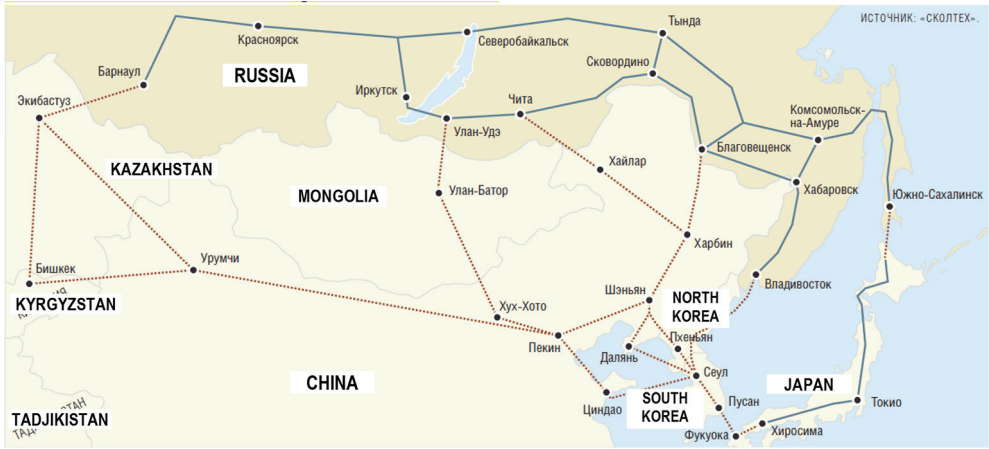 ИСТОЧНИК: «СКОЛТЕХ».
Тында
Красноярск
Северобайкальск
Сковордино
Барнаул
RUSSIA
Иркутск
Чита
Экибастуз
Комсомольск-
на-Амуре
Улан-Удэ
Благовещенск
Хайлар
KAZAKHSTAN
Хабаровск
MONGOLIA
Улан-Батор
Южно-Сахалинск
Харбин
Урумчи
Бишкек
Владивосток
Шэньян
NORTH
KOREA
KYRGYZSTAN
Хух-Хото
Пхеньян
Пекин
Далянь
Сеул
CHINA
JAPAN
Циндао
SOUTH
KOREA
Пусан
Токио
TADJIKISTAN
Фукуока
Хиросима